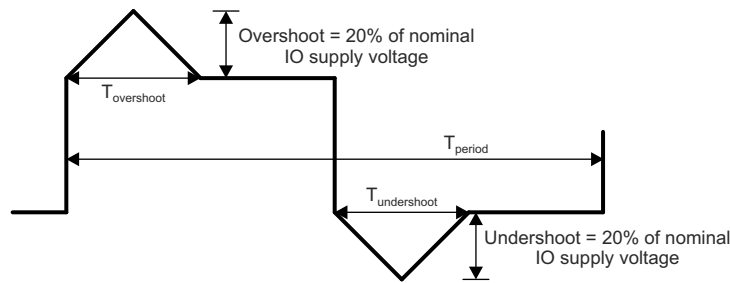 Overshoot = 20% of nominal
IO supply voltage
Tovershoot
Tperiod
Tundershoot
Undershoot = 20% of nominal
IO supply voltage